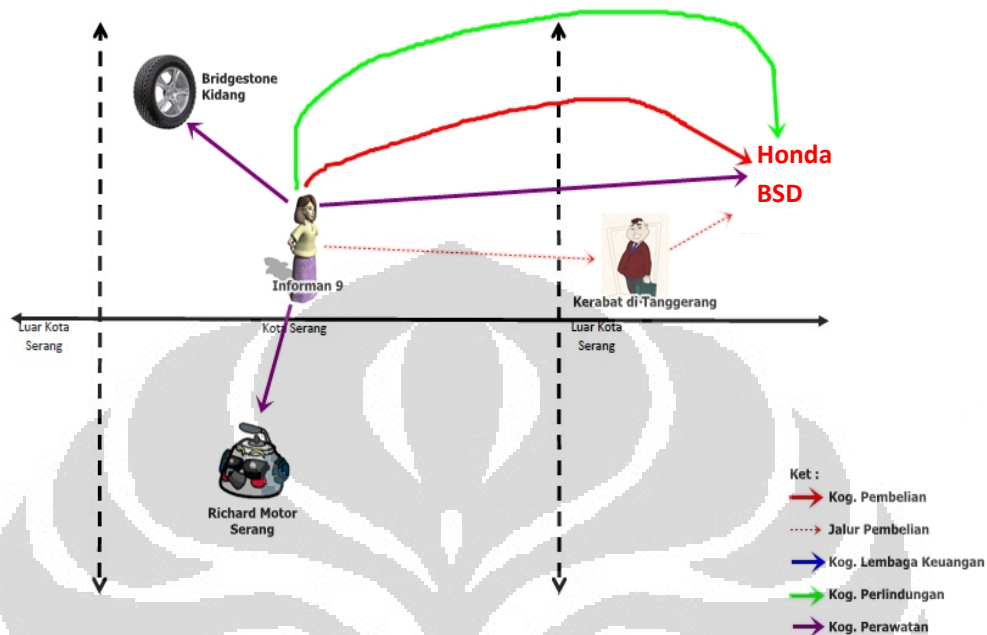 Bridgestone
Kidang
Honda
BSD
Informan 9
Kerabat di Tanggerang
Luar Kota
Serang
Kota Serang
Luar Kota
Serang
Richard Motor
Serang
Ket :
Kog. Pembelian
Jalur Pembelian
Kog. Lembaga Keuangan
Kog. Perlindungan
Kog. Perawatan